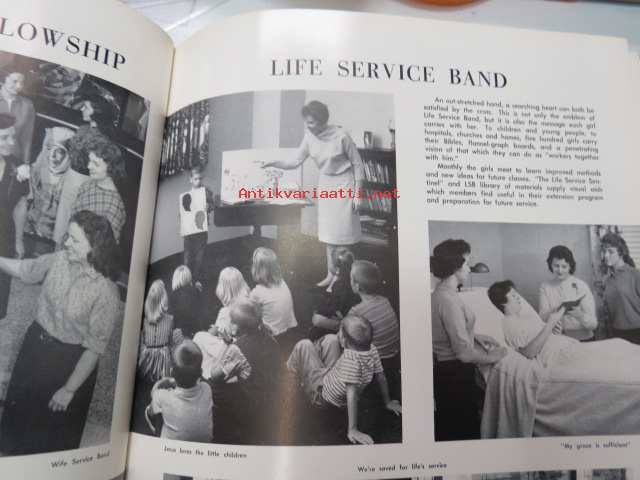 LOWSHIP
LIFE SERVICE BAND
An out-stretched hand, a searching heart can both be
satisfied by the cross. This is not only the emblem of
Life Service Band, but it is also the message each girl
carries with her. To children and young people, to
hospitals, churches and homes, five hundred girls carry
their Bibles, flannel-graph boards, and a penetrating
vision of that which they can do as "workers together
with him."
Monthly the girls meet to learn improved methods
and new ideas for future classes. "The Life Service Sen-
tinel" and LSB library of materials supply visual aids
which members find useful in their extension program
and preparation for future service.
Antikvariaatti.net
Wife Service Band
Jesus loves the little children
We're saved for life's service
"My grace is sufficient"